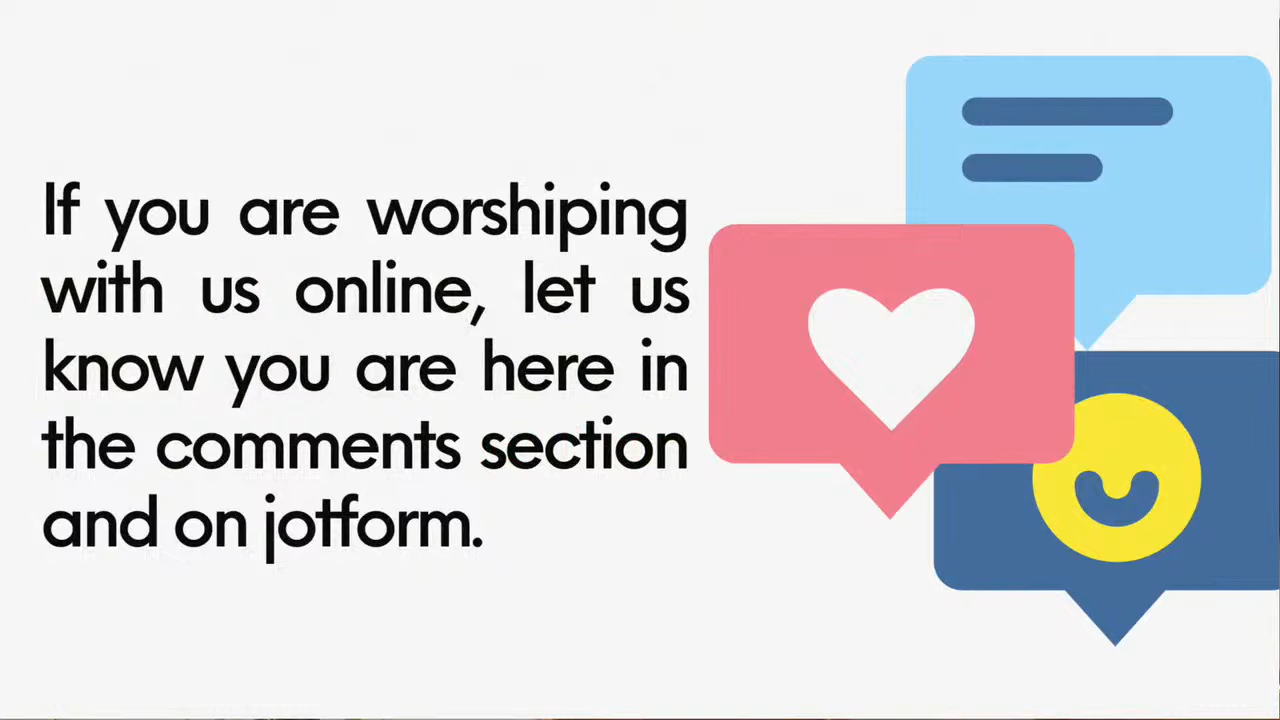 If you are worshiping
with us online, let us
know you are here in
the comments section
and on jotform.